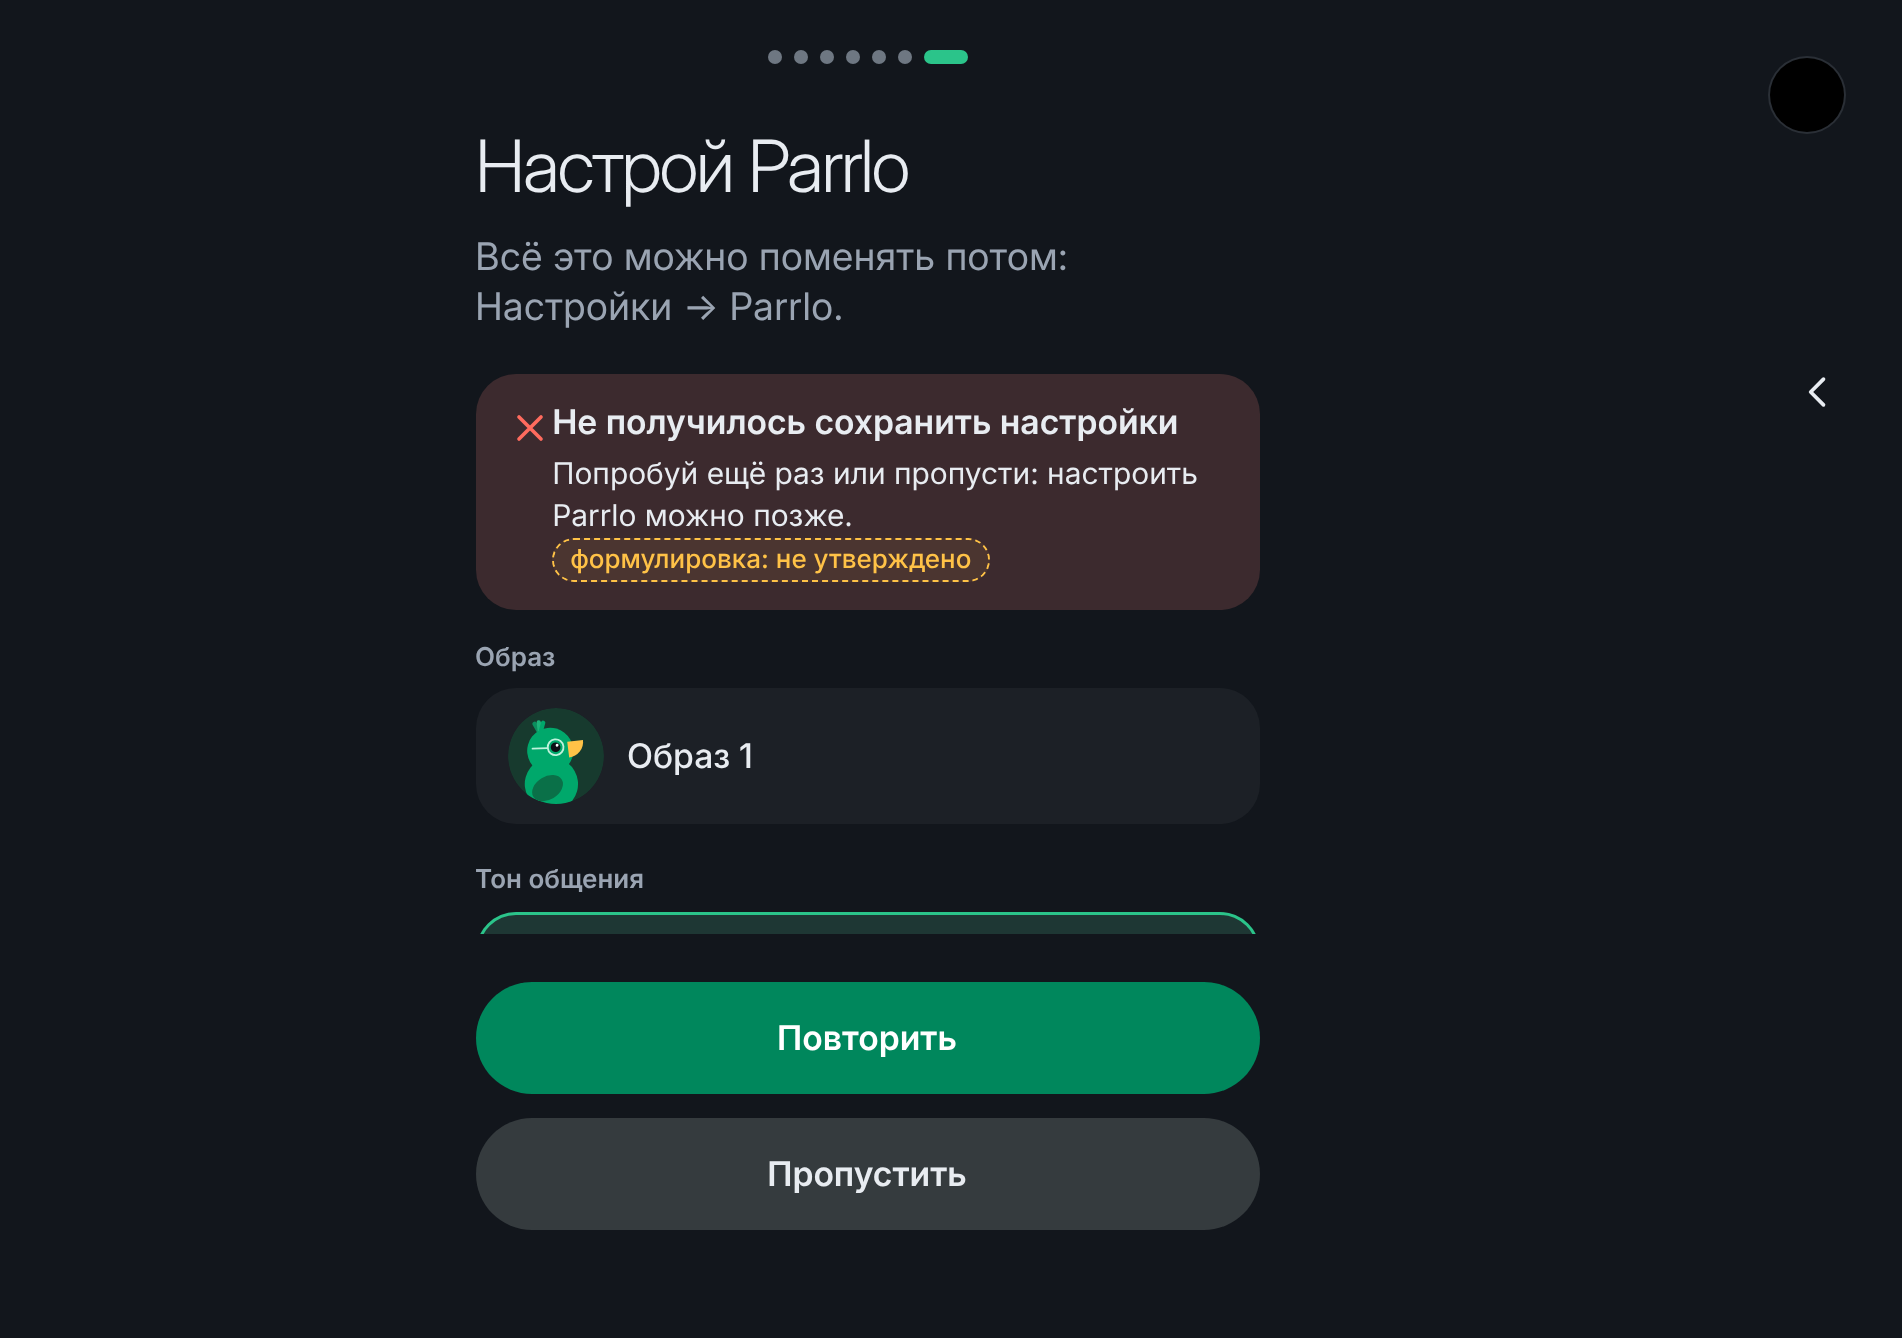 Настрой Parrlo
Всё это можно поменять потом:
Настройки → Parrlo.
Не получилось сохранить настройки
Попробуй ещё раз или пропусти: настроить
Parrlo можно позже.
формулировка: не утверждено
Образ
Образ 1
Тон общения
Повторить
Пропустить